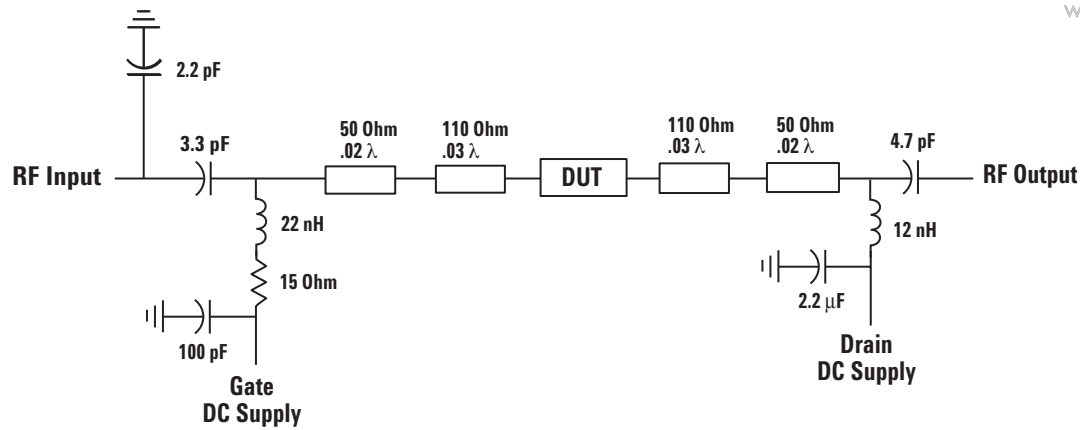 w
2.2 pF
3.3 pF
50 Ohm
.02 λ
110 Ohm
.03 λ
110 Ohm
.03 λ
50 Ohm
.02 λ
4.7 pF
RF Input
DUT
RF Output
22 nH
12 nH
15 Ohm
2.2 μF
100 pF
Drain
DC Supply
Gate
DC Supply